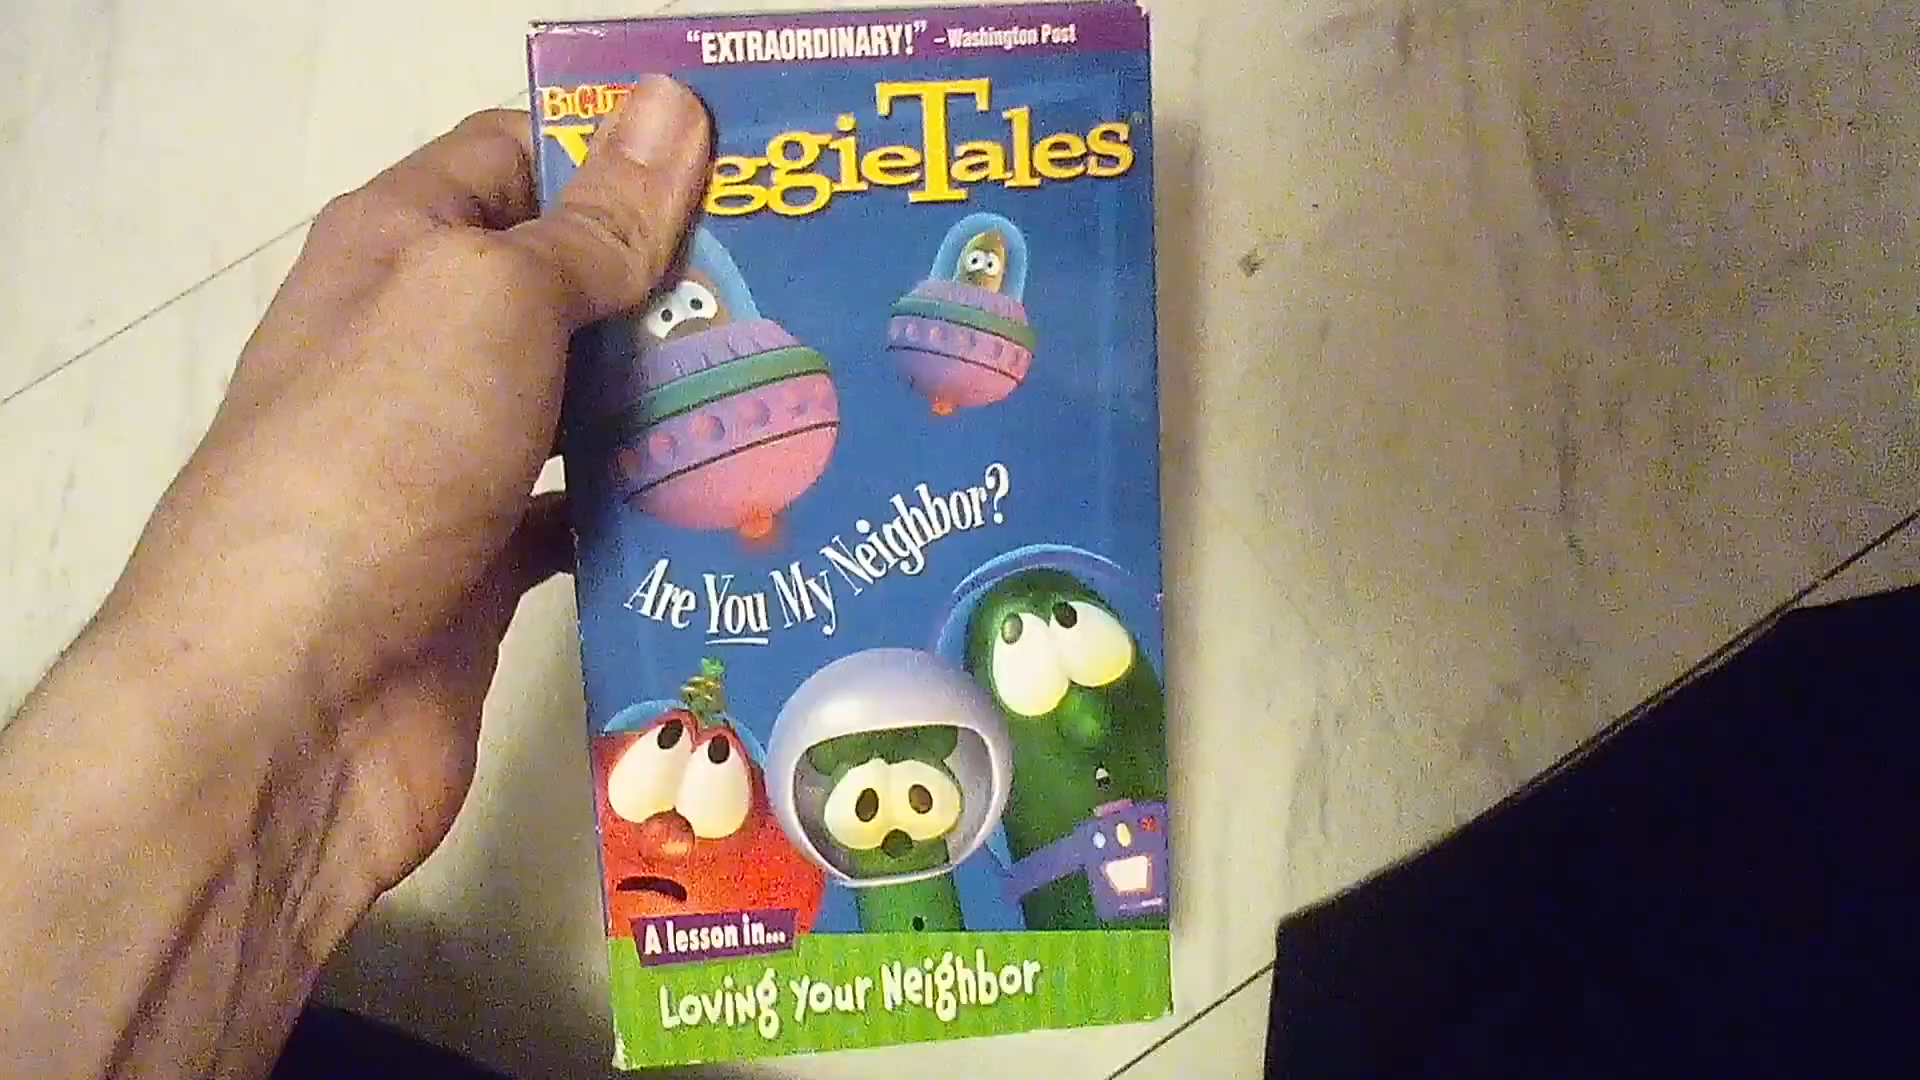 "EXTRAORDINARY!" –Washington Post
ggieTales
Are You My Neighbor?
A lesson in...
Loving Your Neighbor